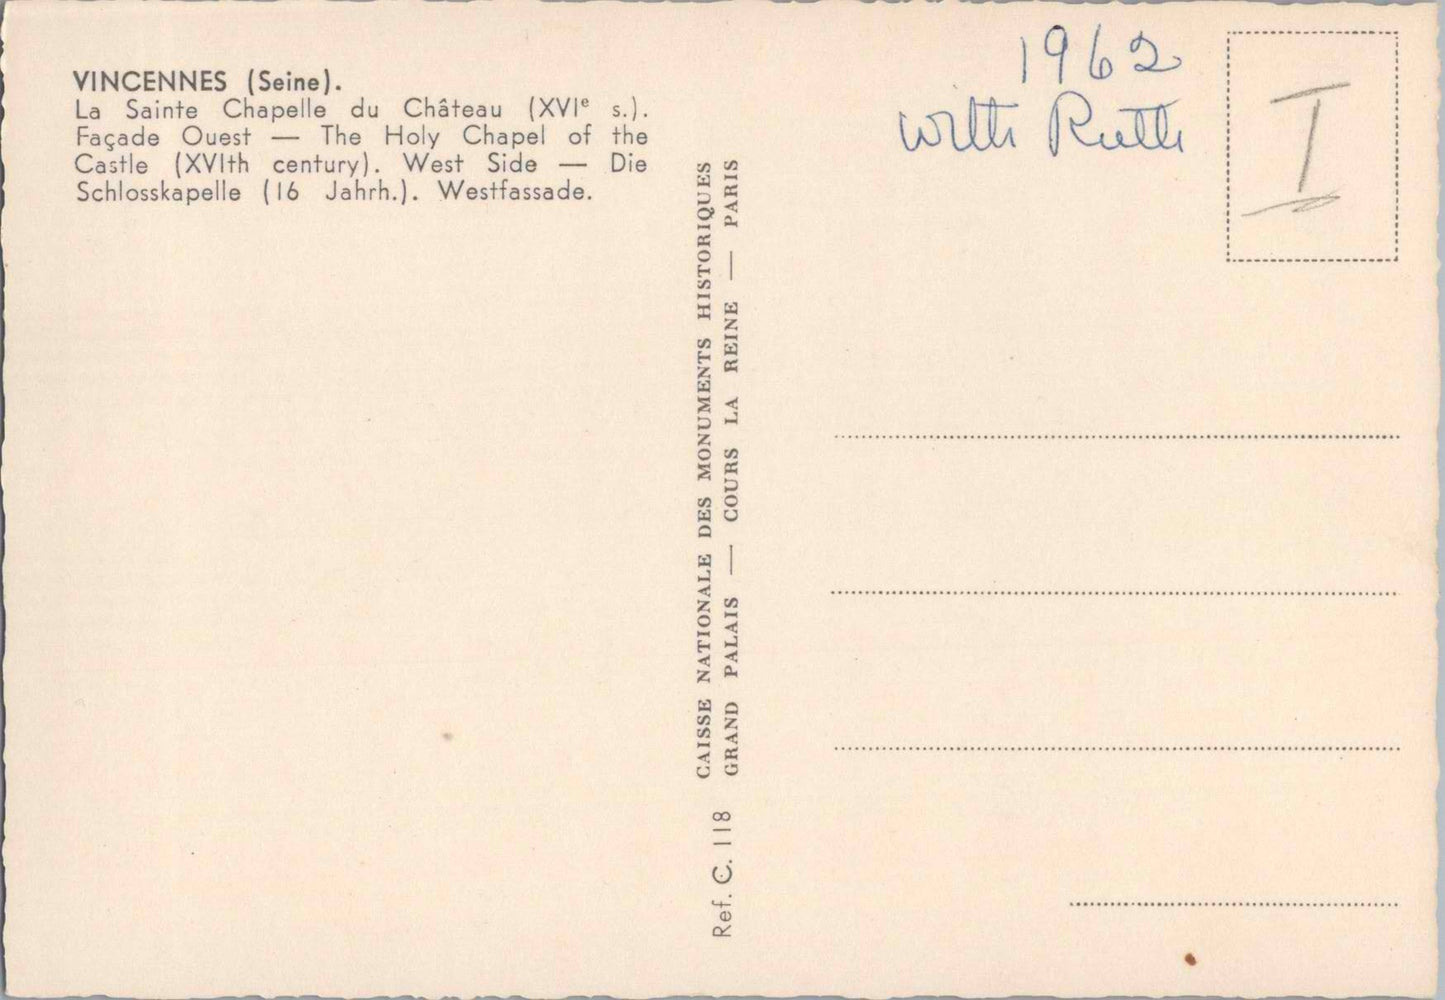 VINCENNES (Seine).
La Sainte Chapelle du Château (XVIe s.).
Façade Ouest — The Holy Chapel of the
Castle (XVIth century). West Side — Die
Schlosskapelle (16 Jahrh.). Westfassade.
Ref. C. 118
CAISSE NATIONALE DES MONUMENTS HISTORIQUES
GRAND PALAIS — COURS LA REINE — PARIS
1962
with Ruth
I